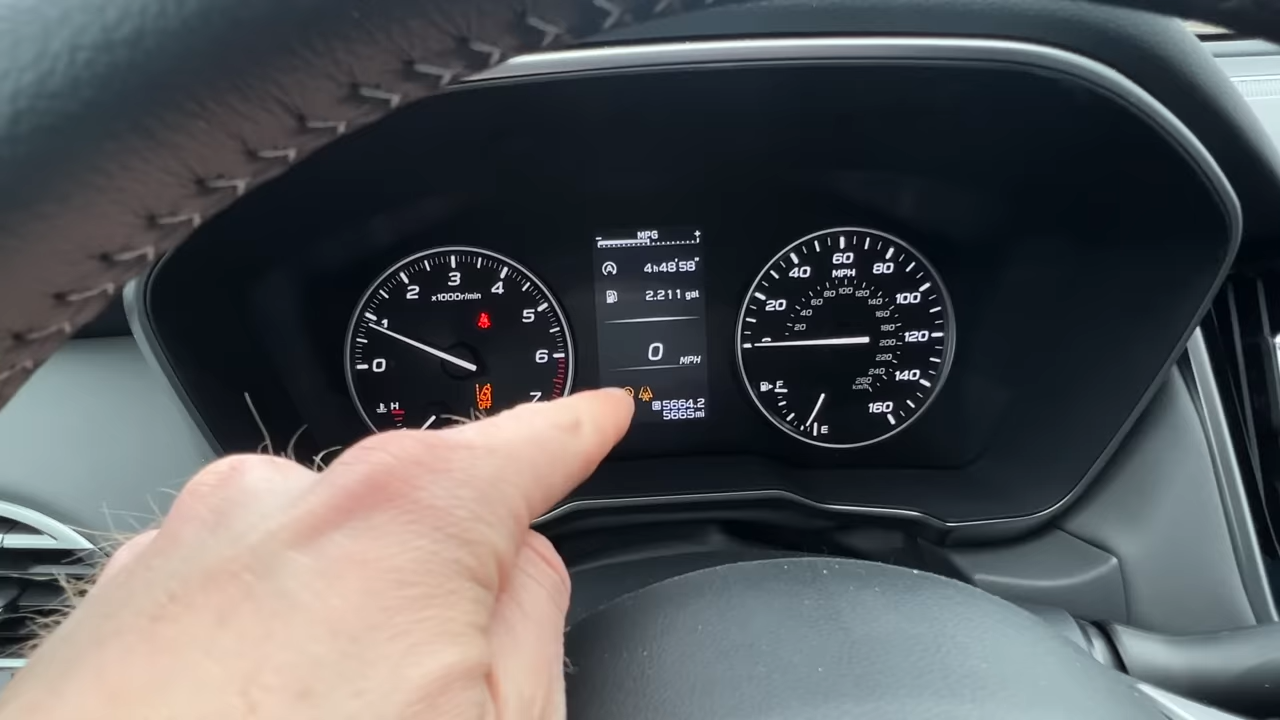 0
1
2
3
4
5
6
7
x1000r/min
H
OFF
- MPG +
4h48'58"
2.211 gal
0 MPH
5664.2
5665mi
20
40
60
80
100
120
140
160
MPH
20
40
60
80
100
120
140
160
180
200
220
240
260
km/h
F
E